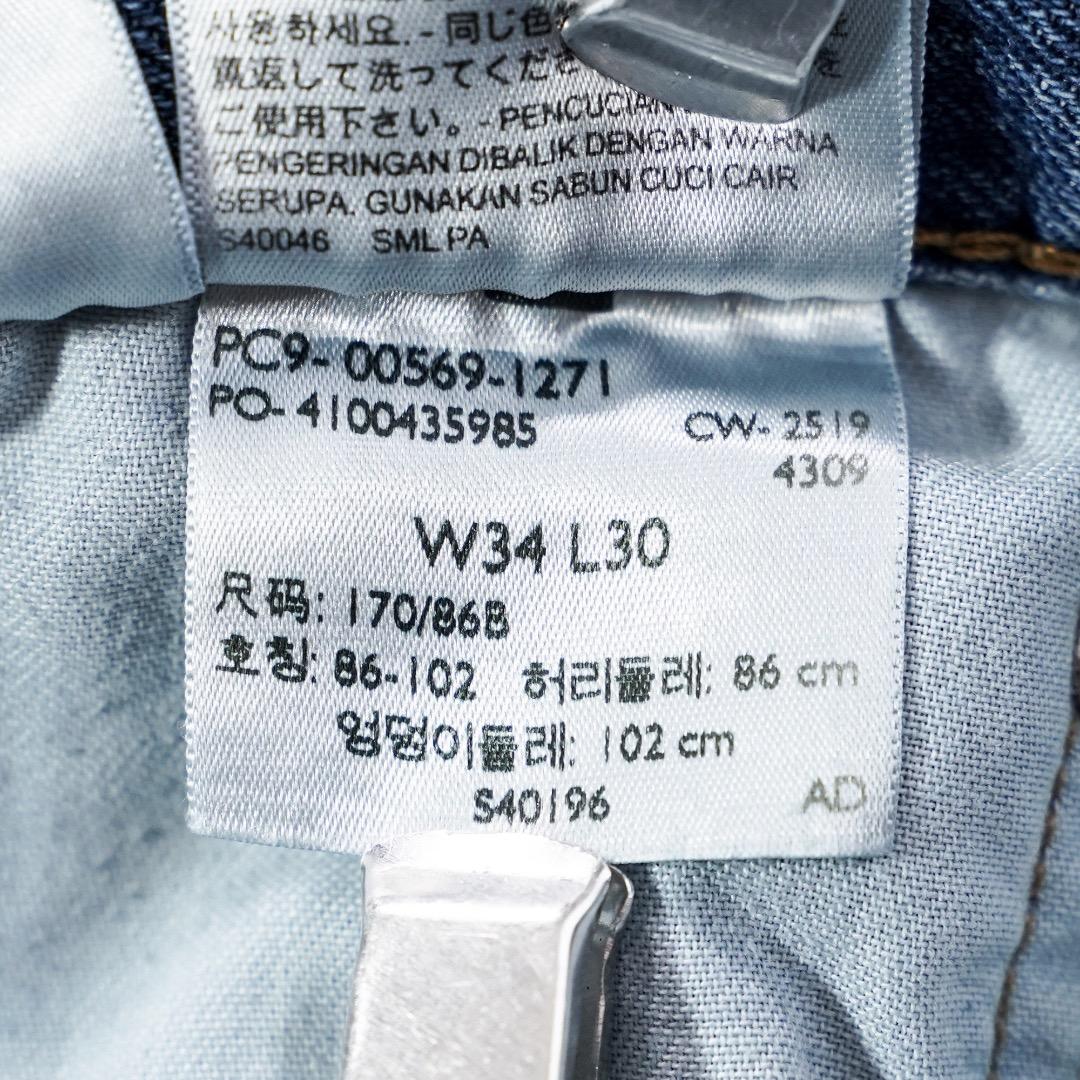 사용하세요. - 同じ色
裏返して洗ってくださ
ご使用下さい。- PENCUCIAN
PENGERINGAN DIBALIK DENGAN WARNA
SERUPA. GUNAKAN SABUN CUCI CAIR
S40046 SML PA
PC9- 00569-1271
PO- 4100435985
CW- 2519
4309
W34 L30
尺码: 170/86B
호칭: 86-102 허리둘레: 86 cm
엉덩이둘레: 102 cm
S40196 AD